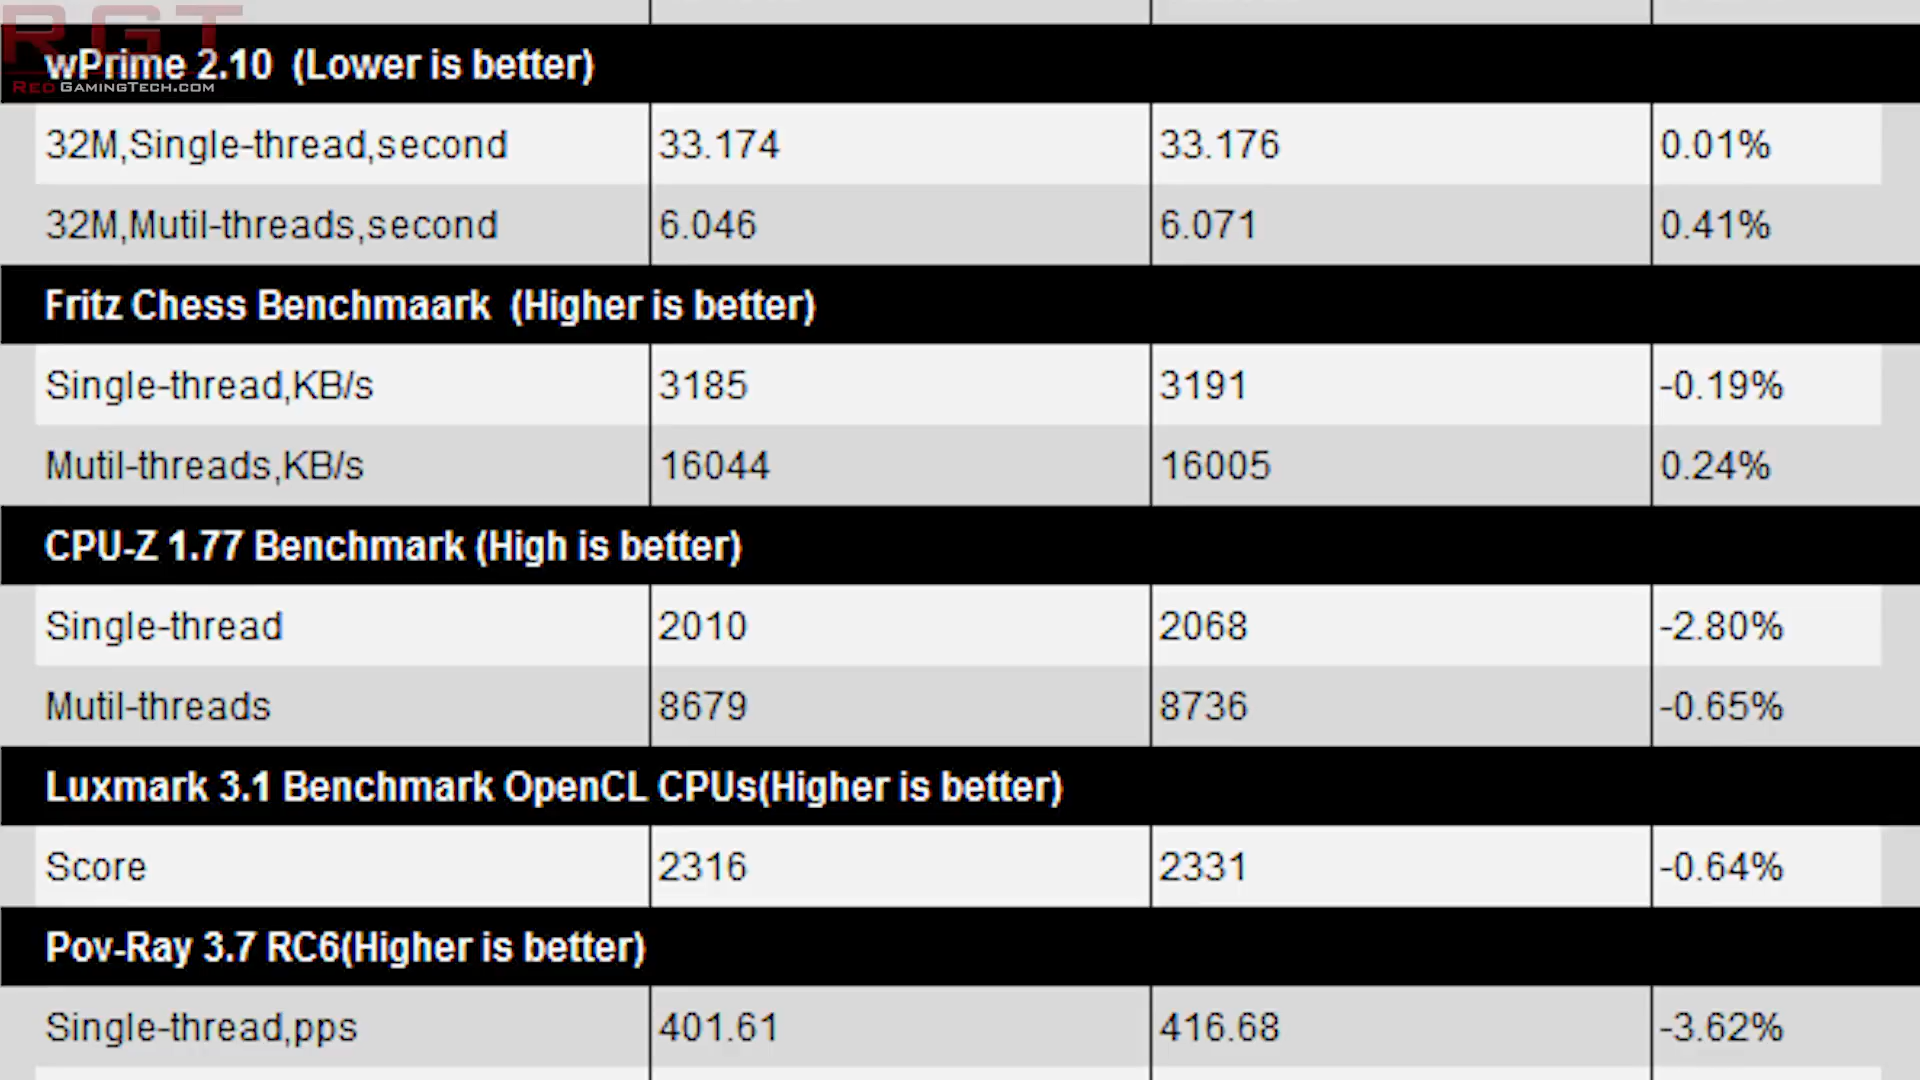 RGT
RedGamingTech.com
wPrime 2.10 (Lower is better)
32M,Single-thread,second 33.174 33.176 0.01%
32M,Mutil-threads,second 6.046 6.071 0.41%
Fritz Chess Benchmaark (Higher is better)
Single-thread,KB/s 3185 3191 -0.19%
Mutil-threads,KB/s 16044 16005 0.24%
CPU-Z 1.77 Benchmark (High is better)
Single-thread 2010 2068 -2.80%
Mutil-threads 8679 8736 -0.65%
Luxmark 3.1 Benchmark OpenCL CPUs(Higher is better)
Score 2316 2331 -0.64%
Pov-Ray 3.7 RC6(Higher is better)
Single-thread,pps 401.61 416.68 -3.62%